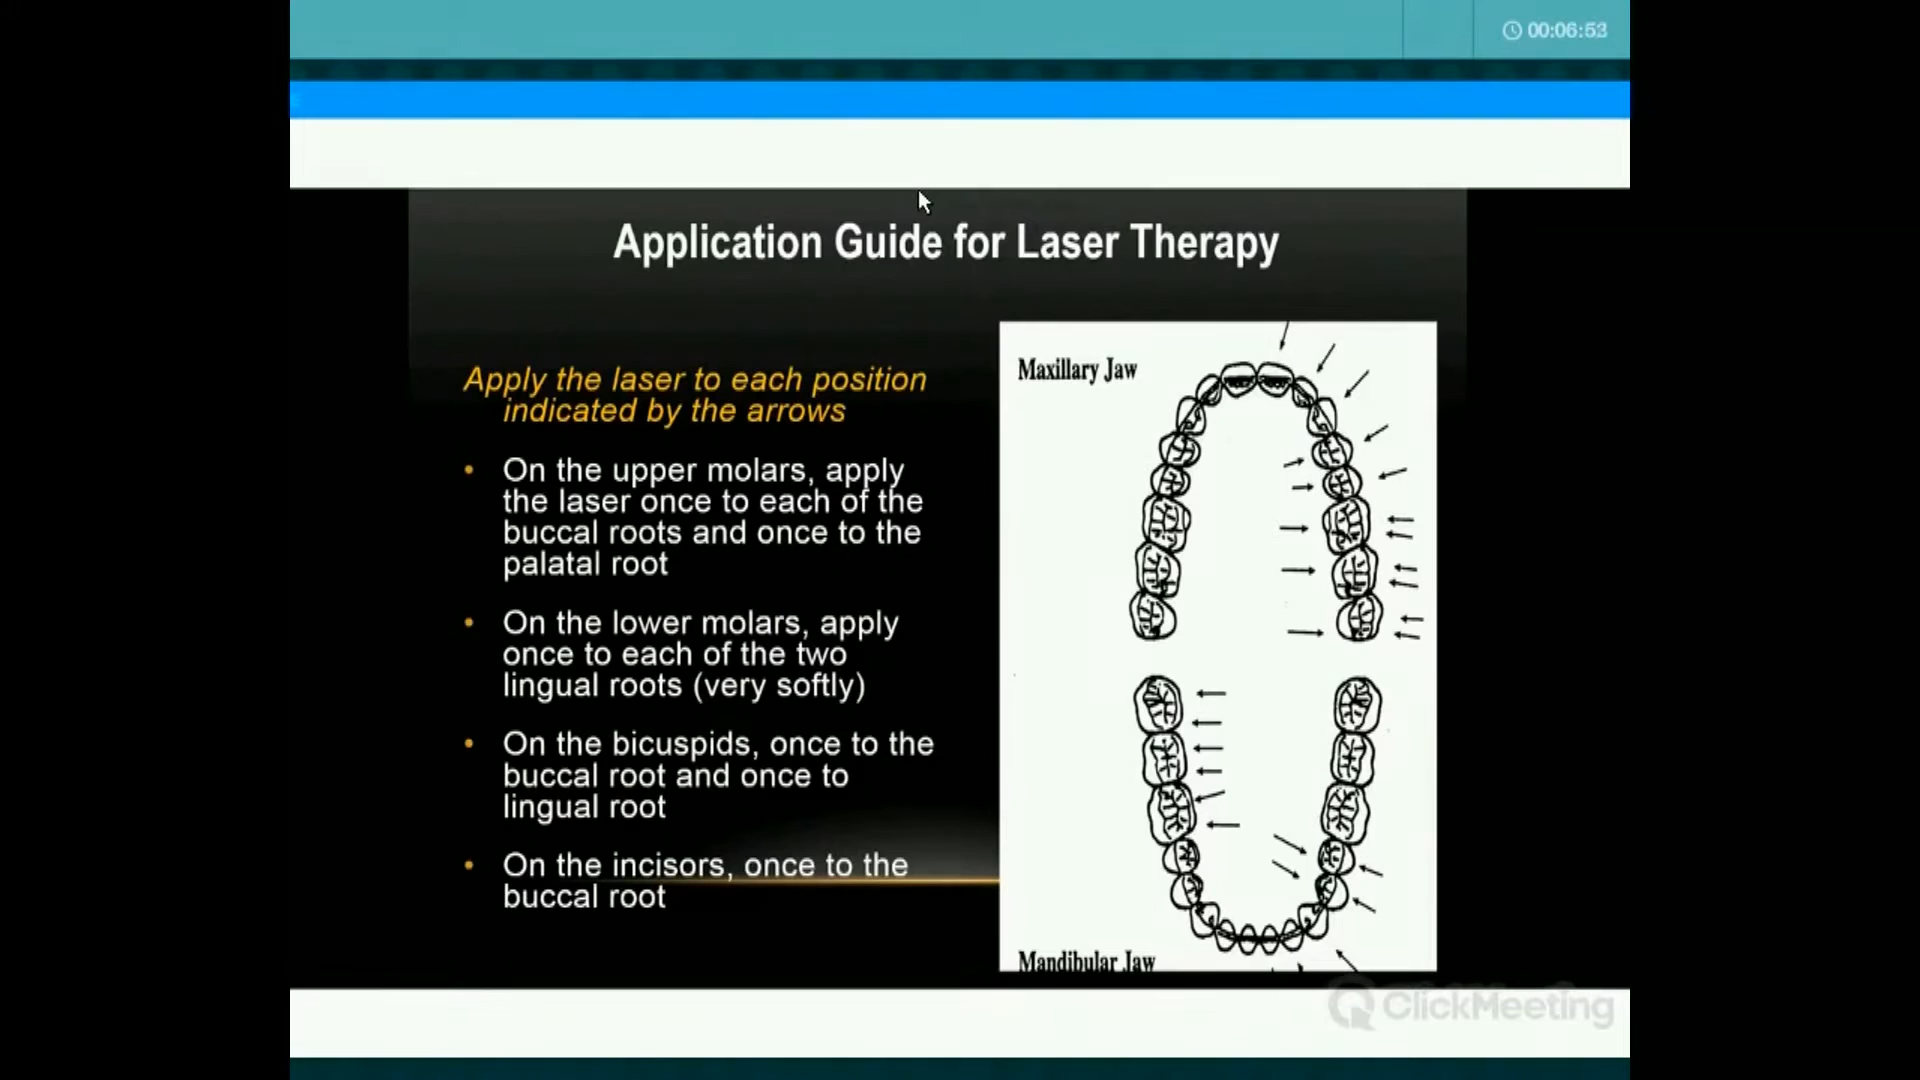 00:06:53
Application Guide for Laser Therapy
Apply the laser to each position
indicated by the arrows
• On the upper molars, apply
the laser once to each of the
buccal roots and once to the
palatal root
• On the lower molars, apply
once to each of the two
lingual roots (very softly)
• On the bicuspids, once to the
buccal root and once to
lingual root
• On the incisors, once to the
buccal root
Maxillary Jaw
Mandibular Jaw
ClickMeeting